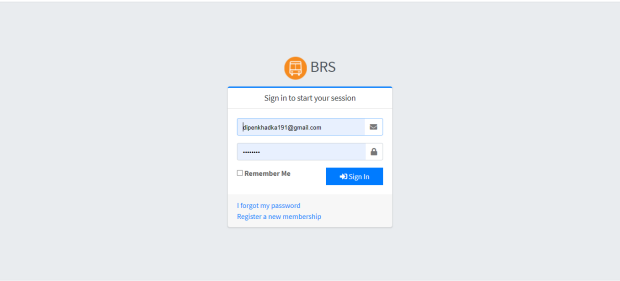 BRS
Sign in to start your session
dipenkhadka191@gmail.com
••••••••
Remember Me
Sign In
I forgot my password
Register a new membership